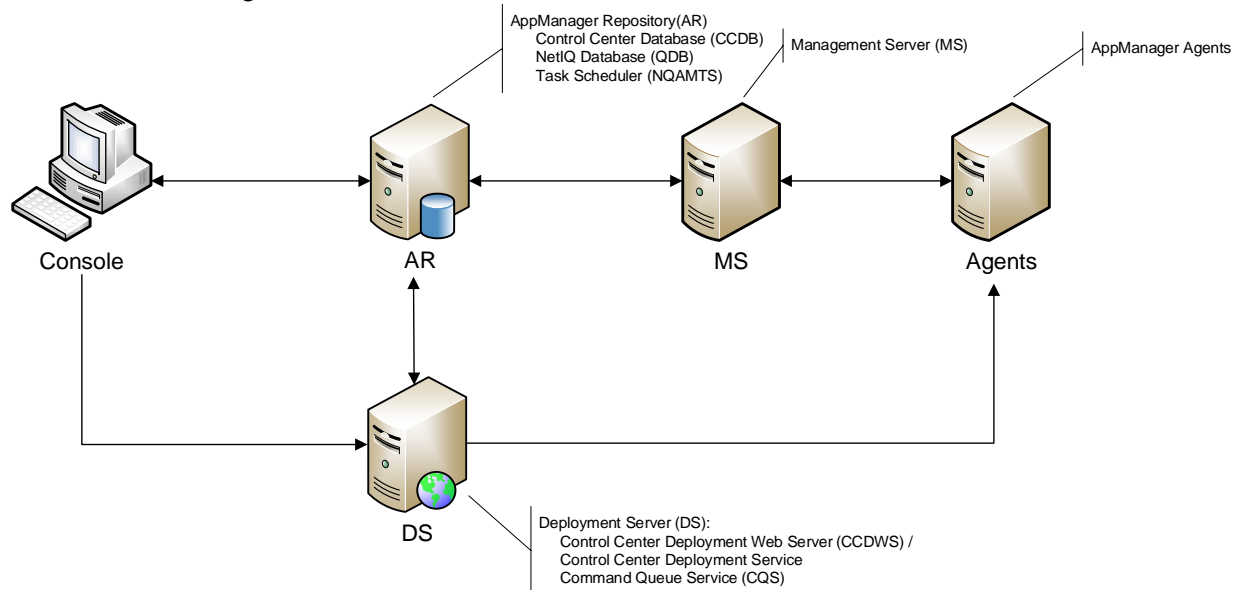 AppManager Repository(AR)
Control Center Database (CCDB)
NetIQ Database (QDB)
Task Scheduler (NQAMTS)
Management Server (MS)
AppManager Agents
Console
AR
MS
Agents
DS
Deployment Server (DS):
Control Center Deployment Web Server (CCDWS) /
Control Center Deployment Service
Command Queue Service (CQS)